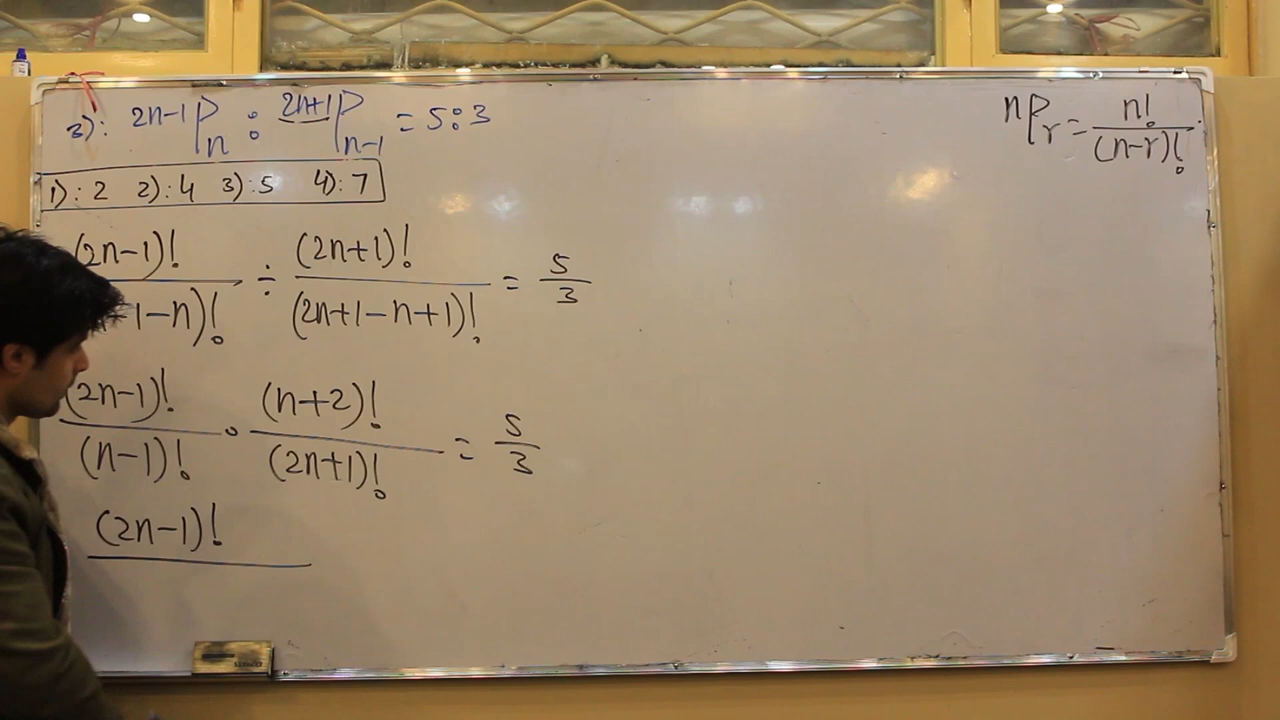 3): 2n-1Pn : 2n+1Pn-1 = 5:3
nPr = n!/(n-r)!
1): 2 2): 4 3): 5 4): 7
(2n-1)!/( -1-n)! ÷ (2n+1)!/(2n+1-n+1)! = 5/3
(2n-1)!/(n-1)! · (n+2)!/(2n+1)! = 5/3
(2n-1)!